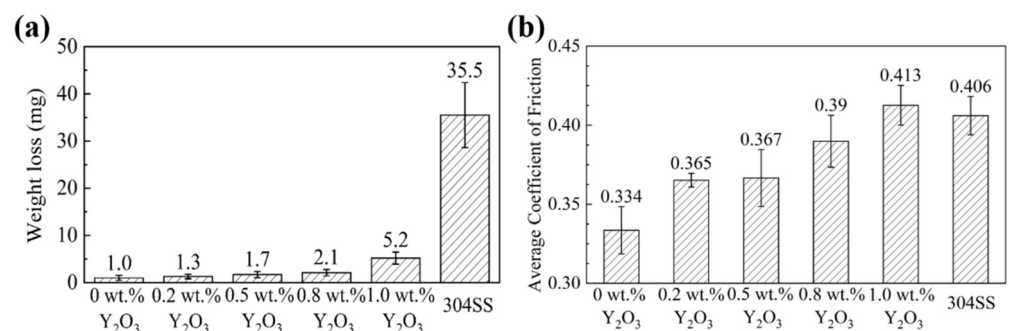 (a)
Weight loss (mg)
50
40
30
20
10
0
1.0
1.3
1.7
2.1
5.2
35.5
0 wt.% 0.2 wt.% 0.5 wt.% 0.8 wt.% 1.0 wt.% 304SS
Y₂O₃ Y₂O₃ Y₂O₃ Y₂O₃ Y₂O₃
(b)
Average Coefficient of Friction
0.45
0.40
0.35
0.30
0.334
0.365
0.367
0.39
0.413
0.406
0 wt.% 0.2 wt.% 0.5 wt.% 0.8 wt.% 1.0 wt.% 304SS
Y₂O₃ Y₂O₃ Y₂O₃ Y₂O₃ Y₂O₃